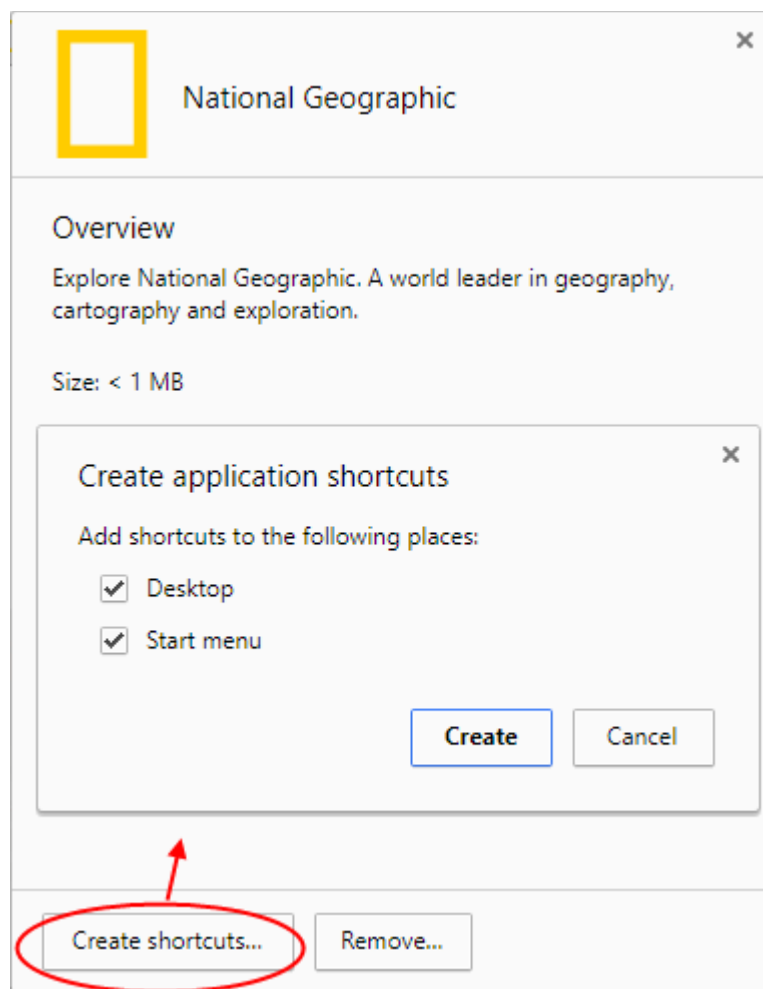 National Geographic
Overview
Explore National Geographic. A world leader in geography,
cartography and exploration.
Size: < 1 MB
Create application shortcuts
Add shortcuts to the following places:
Desktop
Start menu
Create
Cancel
Create shortcuts...
Remove...